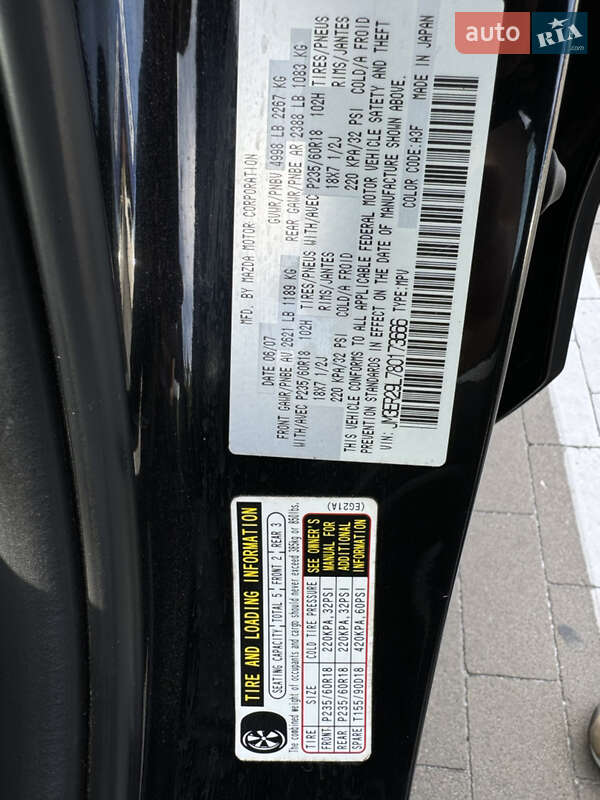 auto RIA.com
MFD. BY MAZDA MOTOR CORPORATION
DATE 06/07 GVWR/PNBV 4998 LB 2267 KG
FRONT GAWR/PNBE AV 2621 LB 1189 KG REAR GAWR/PNBE AR 2388 LB 1083 KG
WITH/AVEC P235/60R18 102H TIRES/PNEUS WITH/AVEC P235/60R18 102H TIRES/PNEUS
18X7 1/2J RIMS/JANTES 18X7 1/2J RIMS/JANTES
220 KPA/32 PSI COLD/A FROID 220 KPA/32 PSI COLD/A FROID
THIS VEHICLE CONFORMS TO ALL APPLICABLE FEDERAL MOTOR VEHICLE SAFETY AND THEFT
PREVENTION STANDARDS IN EFFECT ON THE DATE OF MANUFACTURE SHOWN ABOVE.
VIN: JM3ER29L780173666 TYPE:MPV COLOR CODE:A3F MADE IN JAPAN
TIRE AND LOADING INFORMATION
SEATING CAPACITY, TOTAL 5, FRONT 2, REAR 3
The combined weight of occupants and cargo should never exceed 385kg or 850lbs.
TIRE SIZE COLD TIRE PRESSURE SEE OWNER'S MANUAL FOR ADDITIONAL INFORMATION
FRONT P235/60R18 220KPA, 32PSI
REAR P235/60R18 220KPA, 32PSI
SPARE T155/90D18 420KPA, 60PSI
(EG21A)